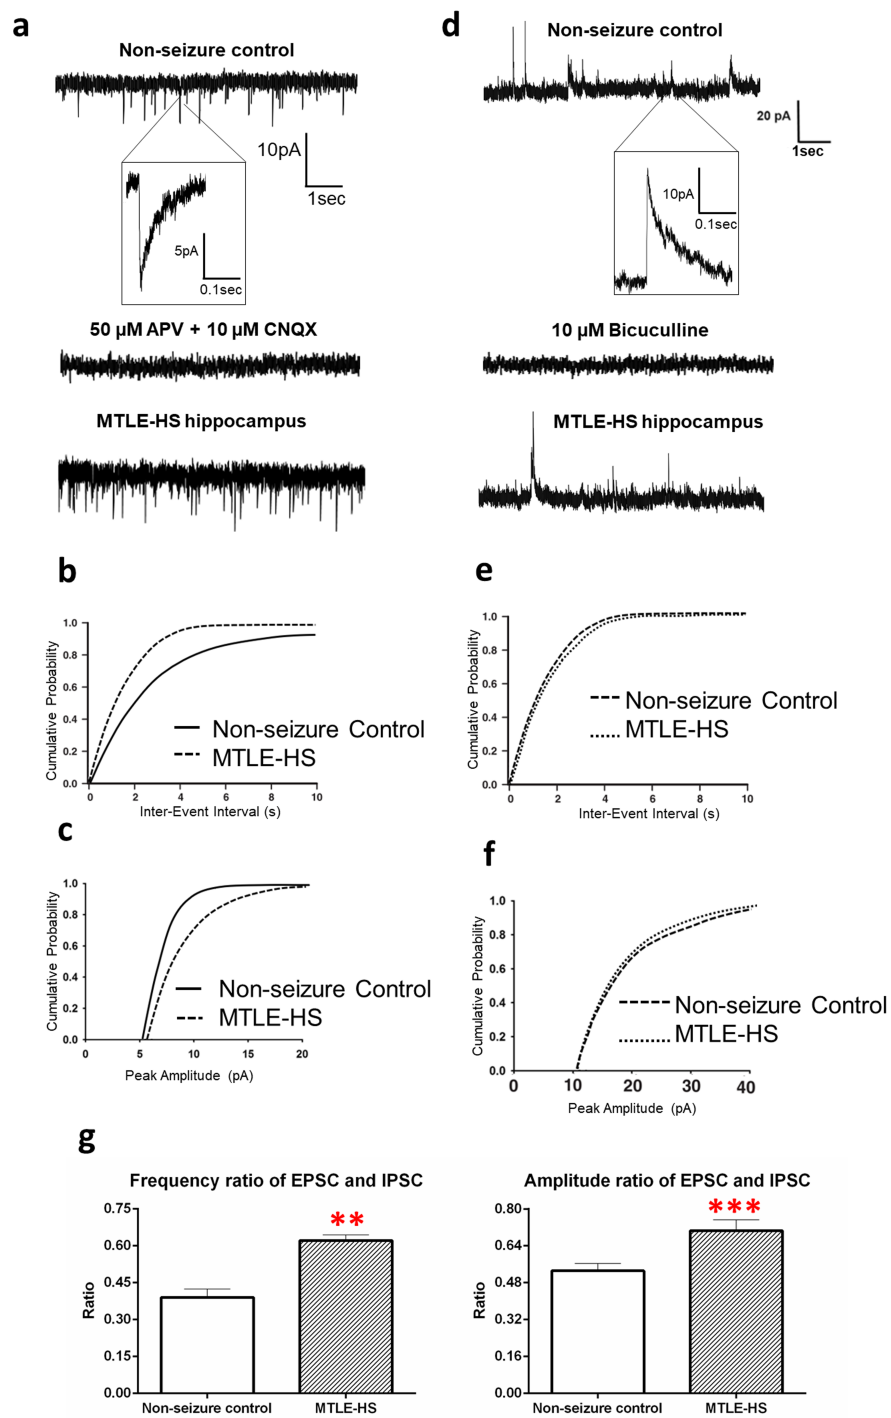 a
Non-seizure control
10pA
1sec
5pA
0.1sec
50 µM APV + 10 µM CNQX
MTLE-HS hippocampus
d
Non-seizure control
20 pA
1sec
10pA
0.1sec
10 µM Bicuculline
MTLE-HS hippocampus
b
Cumulative Probability
1.0
0.8
0.6
0.4
0.2
0.0
0 2 4 6 8 10
Inter-Event Interval (s)
Non-seizure Control
MTLE-HS
e
Cumulative Probability
1.0
0.8
0.6
0.4
0.2
0.0
0 2 4 6 8 10
Inter-Event Interval (s)
Non-seizure Control
MTLE-HS
c
Cumulative Probability
1.0
0.8
0.6
0.4
0.2
0.0
0 5 10 15 20
Peak Amplitude (pA)
Non-seizure Control
MTLE-HS
f
Cumulative Probability
1.0
0.8
0.6
0.4
0.2
0.0
0 10 20 30 40
Peak Amplitude (pA)
Non-seizure Control
MTLE-HS
g
Frequency ratio of EPSC and IPSC
Ratio
0.75
0.60
0.45
0.30
0.15
0.00
**
Non-seizure control MTLE-HS
Amplitude ratio of EPSC and IPSC
Ratio
0.80
0.64
0.48
0.32
0.16
0.00
***
Non-seizure control MTLE-HS